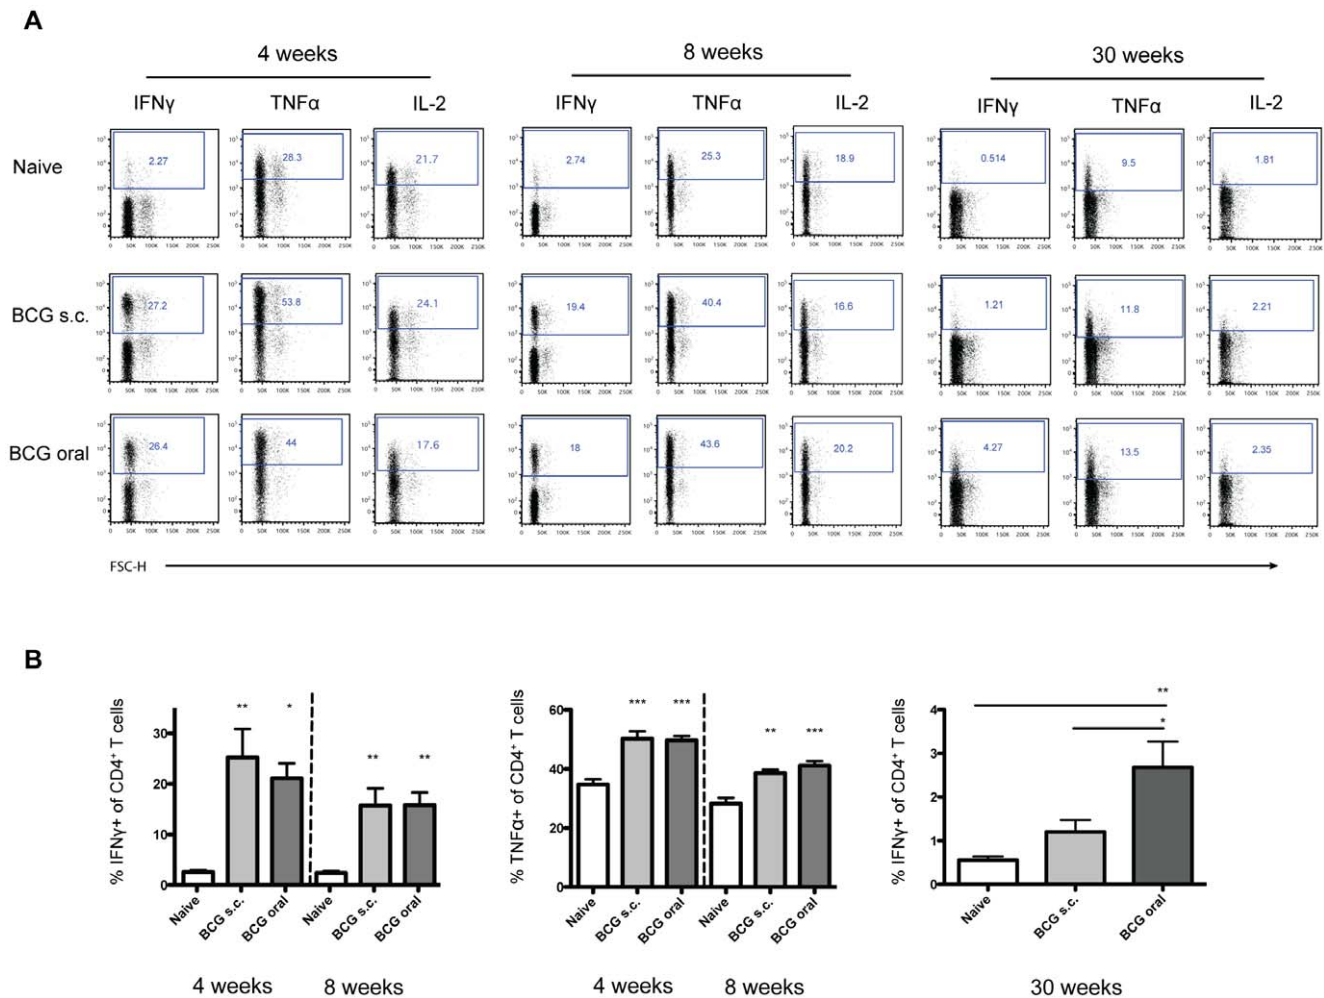 A
4 weeks 8 weeks 30 weeks
IFNγ TNFα IL-2 IFNγ TNFα IL-2 IFNγ TNFα IL-2
Naive 2.27 28.3 21.7 2.74 25.3 18.9 0.514 9.5 1.81
BCG s.c. 27.2 53.8 24.1 19.4 40.4 16.6 1.21 11.8 2.21
BCG oral 26.4 44 17.6 18 43.6 20.2 4.27 13.5 2.35
FSC-H
B
% IFNγ+ of CD4⁺ T cells
30
20
10
0
** * ** **
Naive BCG s.c. BCG oral Naive BCG s.c. BCG oral
4 weeks 8 weeks
% TNFα+ of CD4⁺ T cells
60
40
20
0
*** *** ** ***
Naive BCG s.c. BCG oral Naive BCG s.c. BCG oral
4 weeks 8 weeks
% IFNγ+ of CD4⁺ T cells
4
3
2
1
0
**
*
Naive BCG s.c. BCG oral
30 weeks